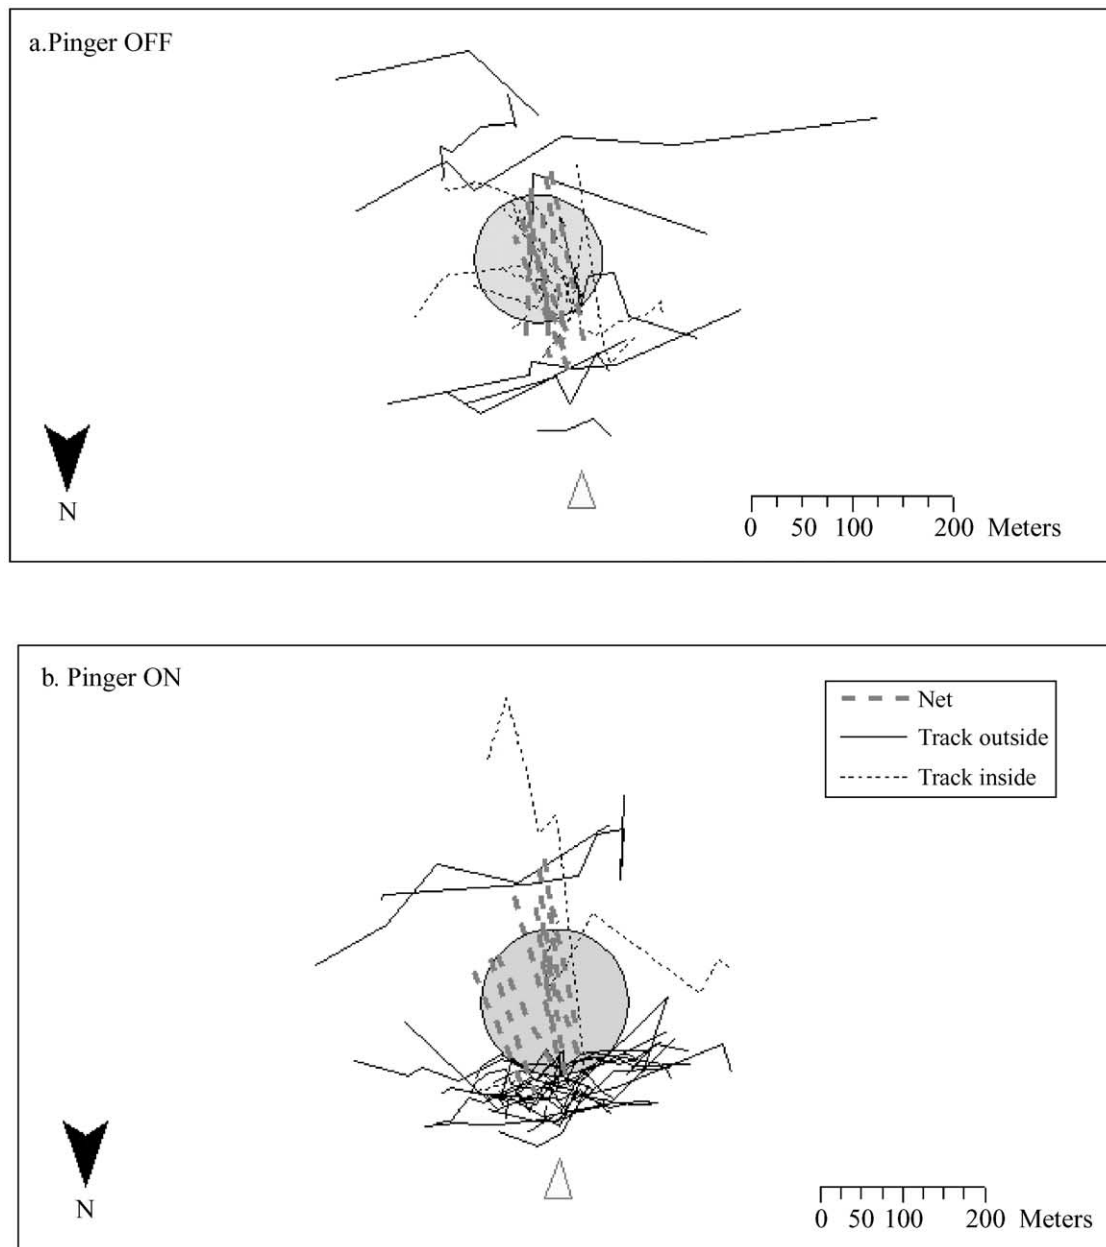 a.Pinger OFF
N
0 50 100 200 Meters
b. Pinger ON
Net
Track outside
Track inside
N
0 50 100 200 Meters